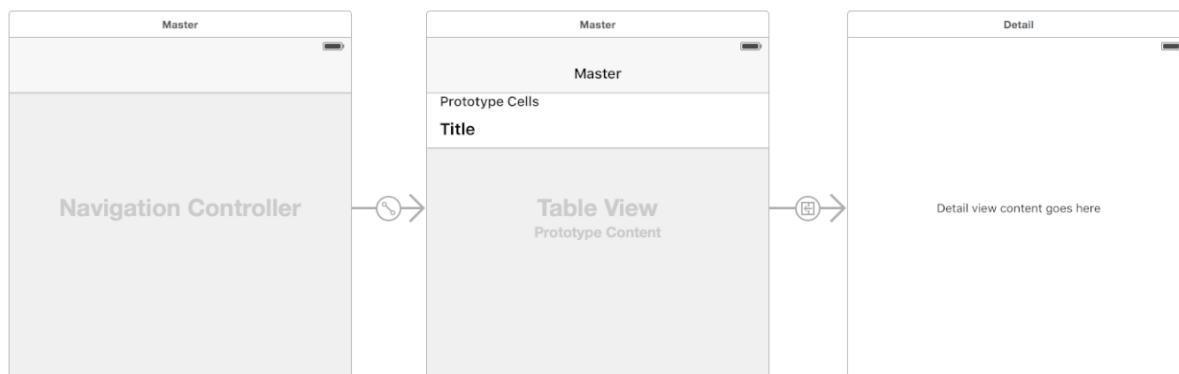 Master
Navigation Controller
Master
Master
Prototype Cells
Title
Table View
Prototype Content
Detail
Detail view content goes here